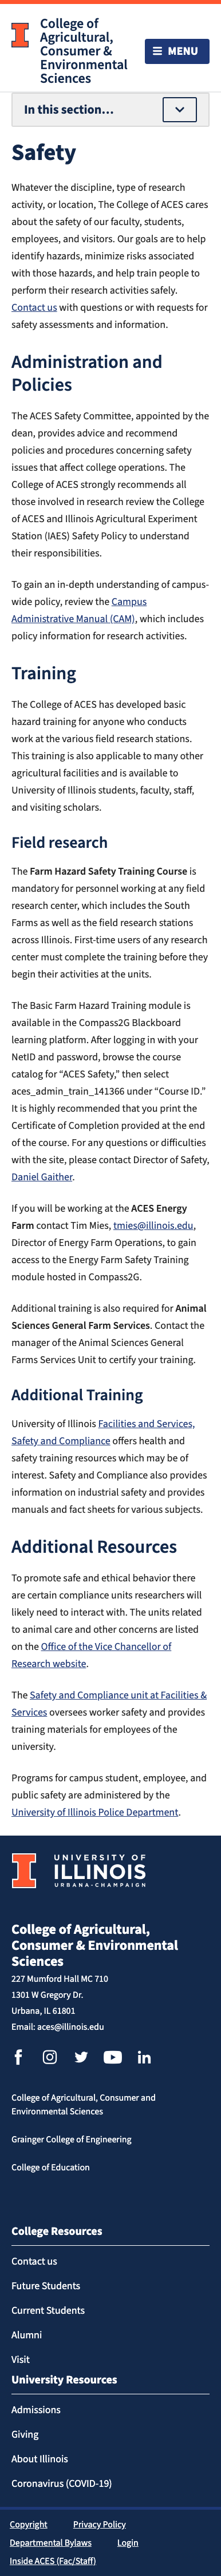 College of
Agricultural,
Consumer &
Environmental
Sciences
MENU
In this section...
Safety
Whatever the discipline, type of research
activity, or location, The College of ACES cares
about the safety of our faculty, students,
employees, and visitors. Our goals are to help
identify hazards, minimize risks associated
with those hazards, and help train people to
perform their research activities safely.
Contact us with questions or with requests for
safety assessments and information.
Administration and
Policies
The ACES Safety Committee, appointed by the
dean, provides advice and recommend
policies and procedures concerning safety
issues that affect college operations. The
College of ACES strongly recommends all
those involved in research review the College
of ACES and Illinois Agricultural Experiment
Station (IAES) Safety Policy to understand
their responsibilities.
To gain an in-depth understanding of campus-
wide policy, review the Campus
Administrative Manual (CAM), which includes
policy information for research activities.
Training
The College of ACES has developed basic
hazard training for anyone who conducts
work at the various field research stations.
This training is also applicable to many other
agricultural facilities and is available to
University of Illinois students, faculty, staff,
and visiting scholars.
Field research
The Farm Hazard Safety Training Course is
mandatory for personnel working at any field
research center, which includes the South
Farms as well as the field research stations
across Illinois. First-time users of any research
center must complete the training before they
begin their activities at the units.
The Basic Farm Hazard Training module is
available in the Compass2G Blackboard
learning platform. After logging in with your
NetID and password, browse the course
catalog for “ACES Safety,” then select
aces_admin_train_141366 under “Course ID.”
It is highly recommended that you print the
Certificate of Completion provided at the end
of the course. For any questions or difficulties
with the site, please contact Director of Safety,
Daniel Gaither.
If you will be working at the ACES Energy
Farm contact Tim Mies, tmies@illinois.edu,
Director of Energy Farm Operations, to gain
access to the Energy Farm Safety Training
module hosted in Compass2G.
Additional training is also required for Animal
Sciences General Farm Services. Contact the
manager of the Animal Sciences General
Farms Services Unit to certify your training.
Additional Training
University of Illinois Facilities and Services,
Safety and Compliance offers health and
safety training resources which may be of
interest. Safety and Compliance also provides
information on industrial safety and provides
manuals and fact sheets for various subjects.
Additional Resources
To promote safe and ethical behavior there
are certain compliance units researchers will
likely need to interact with. The units related
to animal care and other concerns are listed
on the Office of the Vice Chancellor of
Research website.
The Safety and Compliance unit at Facilities &
Services oversees worker safety and provides
training materials for employees of the
university.
Programs for campus student, employee, and
public safety are administered by the
University of Illinois Police Department.
UNIVERSITY OF
ILLINOIS
URBANA-CHAMPAIGN
College of Agricultural,
Consumer & Environmental
Sciences
227 Mumford Hall MC 710
1301 W Gregory Dr.
Urbana, IL 61801
Email: aces@illinois.edu
College of Agricultural, Consumer and
Environmental Sciences
Grainger College of Engineering
College of Education
College Resources
Contact us
Future Students
Current Students
Alumni
Visit
University Resources
Admissions
Giving
About Illinois
Coronavirus (COVID-19)
Copyright Privacy Policy
Departmental Bylaws Login
Inside ACES (Fac/Staff)